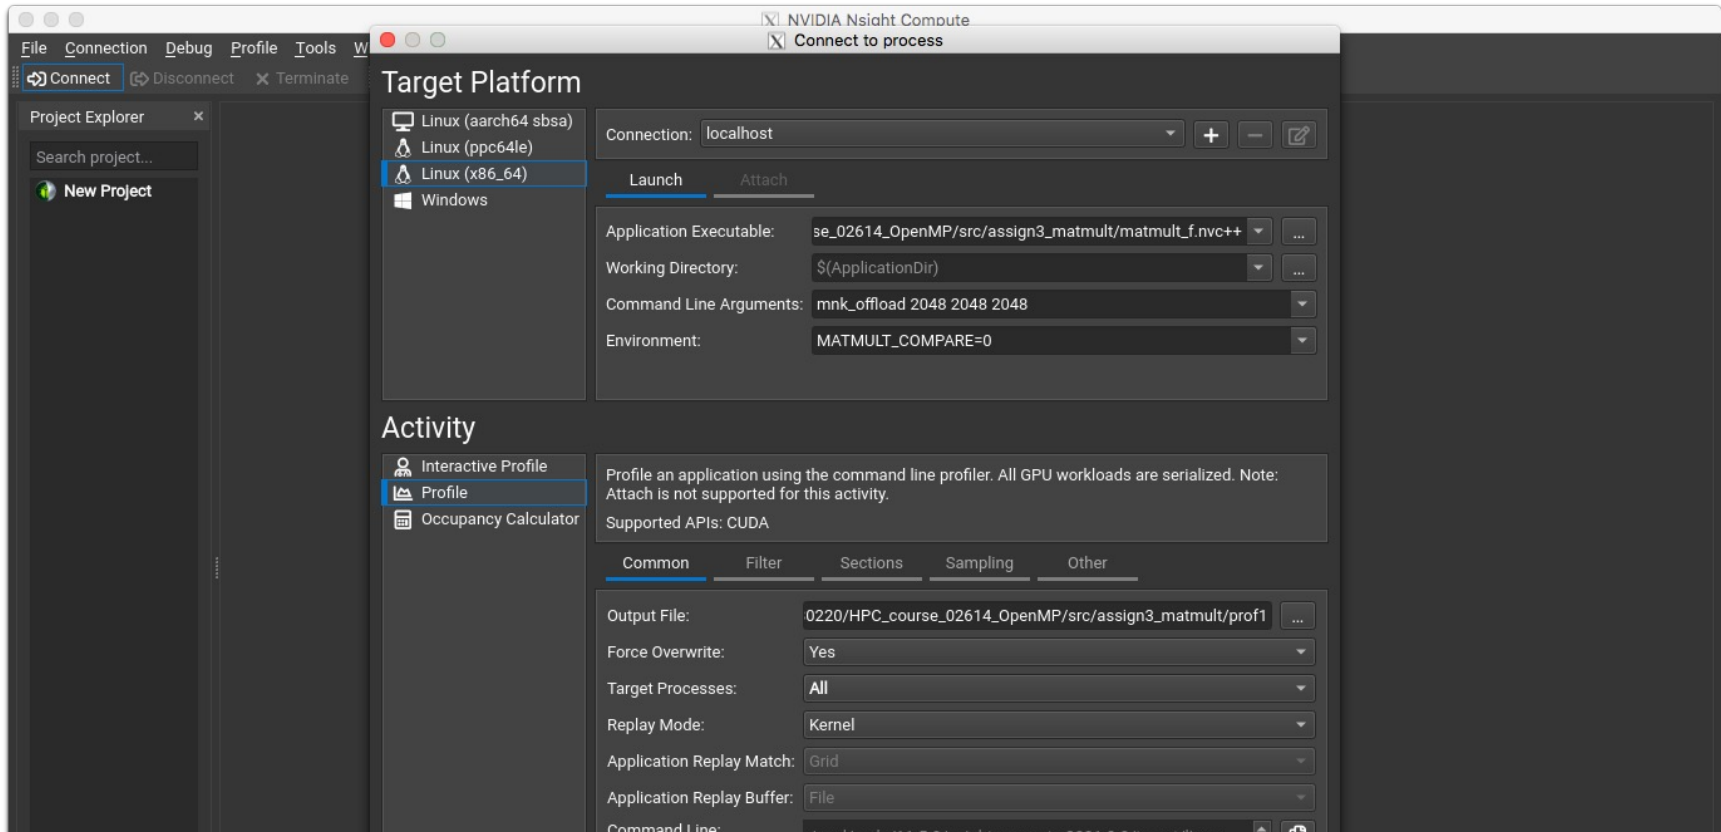 NVIDIA Nsight Compute
Connect to process
File Connection Debug Profile Tools W
Connect Disconnect Terminate
Project Explorer
Search project...
New Project
Target Platform
Linux (aarch64 sbsa)
Linux (ppc64le)
Linux (x86_64)
Windows
Connection: localhost
Launch Attach
Application Executable: se_02614_OpenMP/src/assign3_matmult/matmult_f.nvc++ ...
Working Directory: $(ApplicationDir) ...
Command Line Arguments: mnk_offload 2048 2048 2048
Environment: MATMULT_COMPARE=0
Activity
Interactive Profile
Profile
Occupancy Calculator
Profile an application using the command line profiler. All GPU workloads are serialized. Note:
Attach is not supported for this activity.
Supported APIs: CUDA
Common Filter Sections Sampling Other
Output File: 0220/HPC_course_02614_OpenMP/src/assign3_matmult/prof1 ...
Force Overwrite: Yes
Target Processes: All
Replay Mode: Kernel
Application Replay Match: Grid
Application Replay Buffer: File
Command Line: